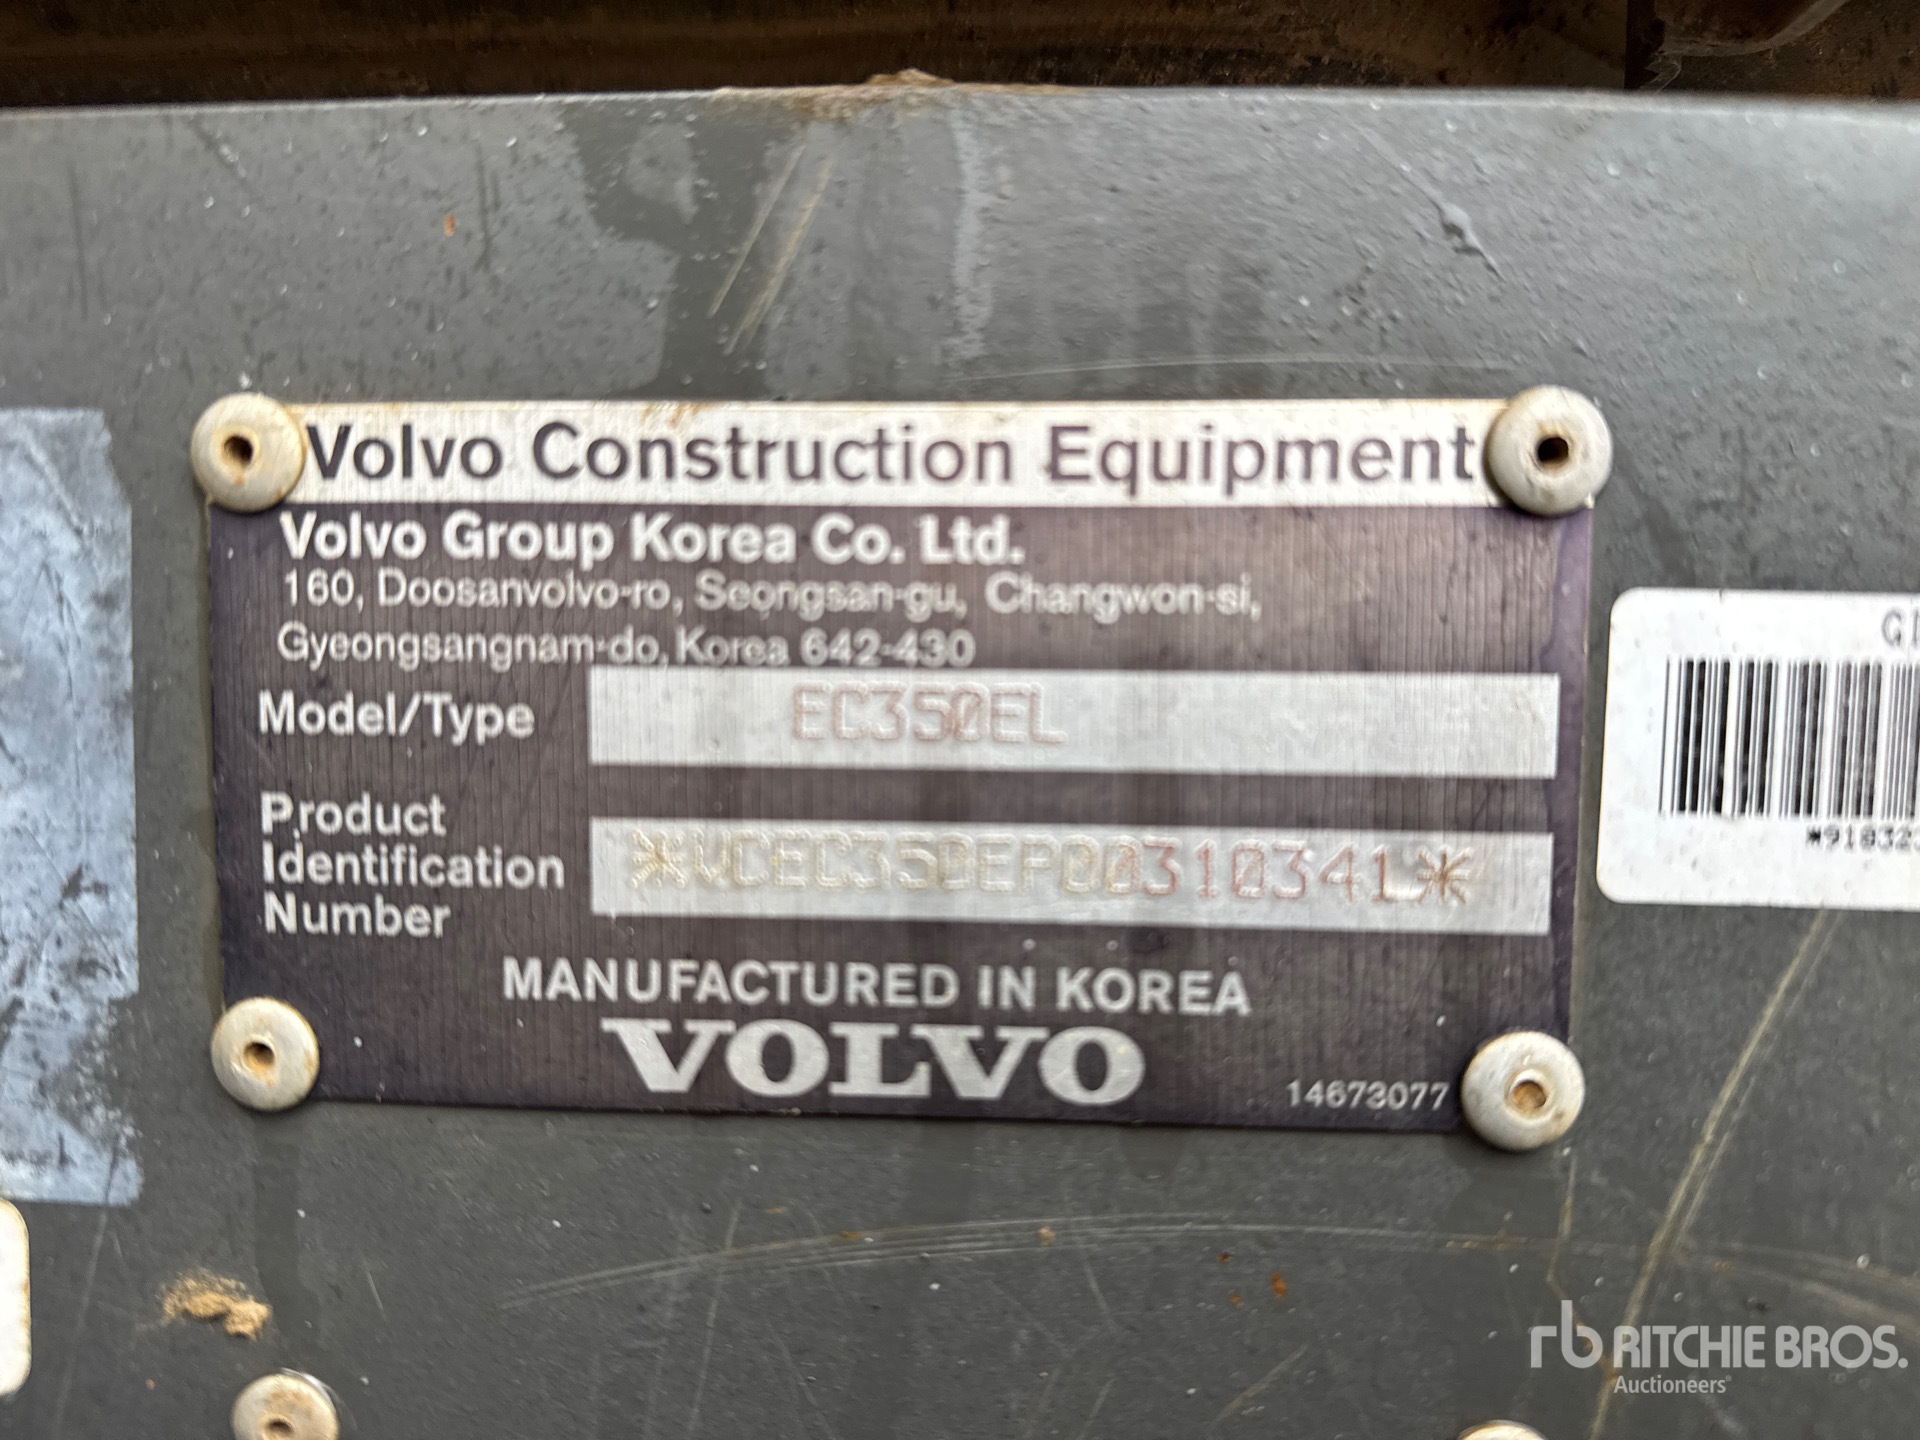 Volvo Construction Equipment
Volvo Group Korea Co. Ltd.
160, Doosanvolvo-ro, Seongsan-gu, Changwon-si,
Gyeongsangnam-do, Korea 642-430
Model/Type EC350EL
Product
Identification
Number
*VCEC350EP00310341*
MANUFACTURED IN KOREA
VOLVO
14673077
rb RITCHIE BROS.
Auctioneers